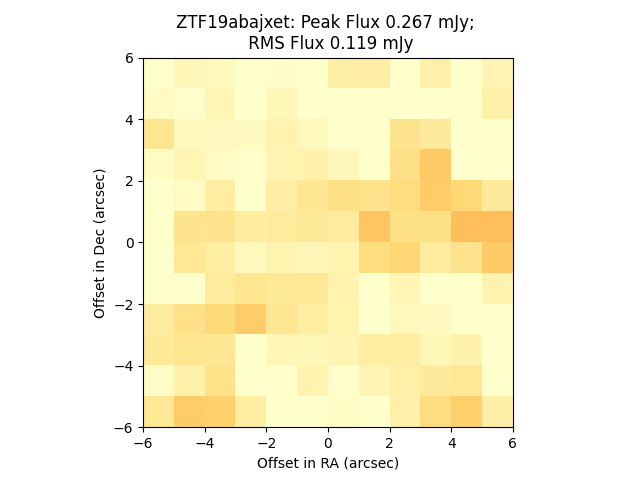 ZTF19abajxet: Peak Flux 0.267 mJy;
RMS Flux 0.119 mJy
6
4
2
0
−2
−4
−6
Offset in Dec (arcsec)
−6 −4 −2 0 2 4 6
Offset in RA (arcsec)